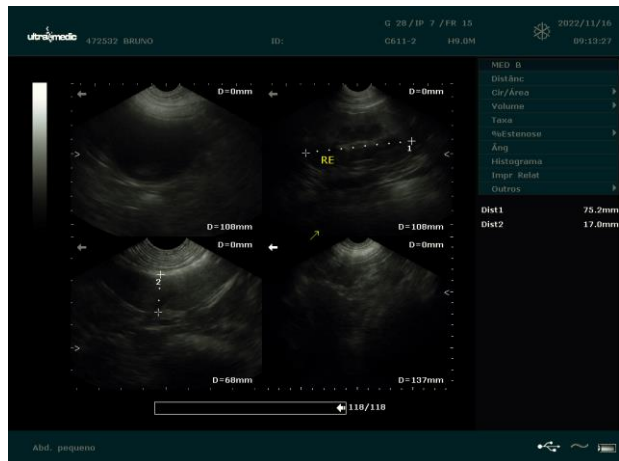 ultramedic
472532 BRUNO
ID:
G 28/IP 7 /FR 15
C611-2 H9.0M
2022/11/16
09:13:27
D=0mm
D=108mm
D=0mm
1
RE
D=108mm
D=0mm
2
D=68mm
D=0mm
D=137mm
118/118
MED B
Distânc
Cir/Área
Volume
Taxa
%Estenose
Âng
Histograma
Impr Relat
Outros
Dist1 75.2mm
Dist2 17.0mm
Abd. pequeno